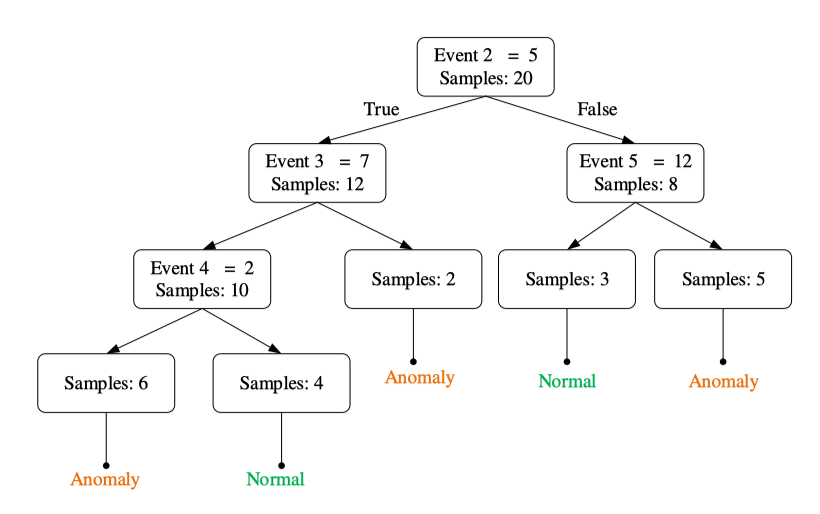 Event 2 = 5
Samples: 20
True
False
Event 3 = 7
Samples: 12
Event 5 = 12
Samples: 8
Event 4 = 2
Samples: 10
Samples: 2
Samples: 3
Samples: 5
Samples: 6
Samples: 4
Anomaly
Normal
Anomaly
Anomaly
Normal